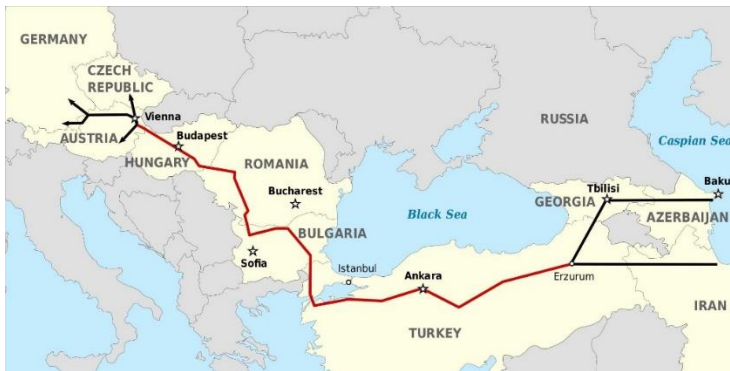 GERMANY
CZECH
REPUBLIC
Vienna
AUSTRIA
Budapest
HUNGARY
ROMANIA
Bucharest
BULGARIA
Sofia
Istanbul
Ankara
TURKEY
Black Sea
RUSSIA
Caspian Sea
Tbilisi
GEORGIA
Baku
AZERBAIJAN
Erzurum
IRAN